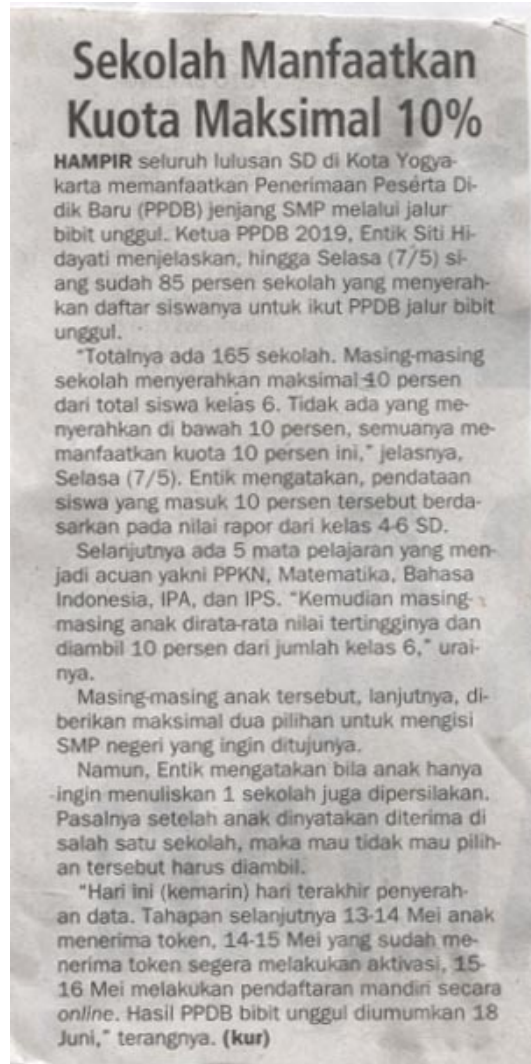 Sekolah Manfaatkan
Kuota Maksimal 10%
HAMPIR seluruh lulusan SD di Kota Yogya-
karta memanfaatkan Penerimaan Peserta Di-
dik Baru (PPDB) jenjang SMP melalui jalur
bibit unggul. Ketua PPDB 2019, Entik Siti Hi-
dayati menjelaskan, hingga Selasa (7/5) si-
ang sudah 85 persen sekolah yang menyerah-
kan daftar siswanya untuk ikut PPDB jalur bibit
unggul.
"Totalnya ada 165 sekolah. Masing-masing
sekolah menyerahkan maksimal 10 persen
dari total siswa kelas 6. Tidak ada yang me-
nyerahkan di bawah 10 persen, semuanya me-
manfaatkan kuota 10 persen ini," jelasnya,
Selasa (7/5). Entik mengatakan, pendataan
siswa yang masuk 10 persen tersebut berda-
sarkan pada nilai rapor dari kelas 4-6 SD.
Selanjutnya ada 5 mata pelajaran yang men-
jadi acuan yakni PPKN, Matematika, Bahasa
Indonesia, IPA, dan IPS. "Kemudian masing-
masing anak dirata-rata nilai tertingginya dan
diambil 10 persen dari jumlah kelas 6," urai-
nya.
Masing-masing anak tersebut, lanjutnya, di-
berikan maksimal dua pilihan untuk mengisi
SMP negeri yang ingin ditujunya.
Namun, Entik mengatakan bila anak hanya
ingin menuliskan 1 sekolah juga dipersilakan.
Pasalnya setelah anak dinyatakan diterima di
salah satu sekolah, maka mau tidak mau pilih-
an tersebut harus diambil.
"Hari ini (kemarin) hari terakhir penyerah-
an data. Tahapan selanjutnya 13-14 Mei anak
menerima token, 14-15 Mei yang sudah me-
nerima token segera melakukan aktivasi, 15-
16 Mei melakukan pendaftaran mandiri secara
online. Hasil PPDB bibit unggul diumumkan 18
Juni," terangnya. (kur)